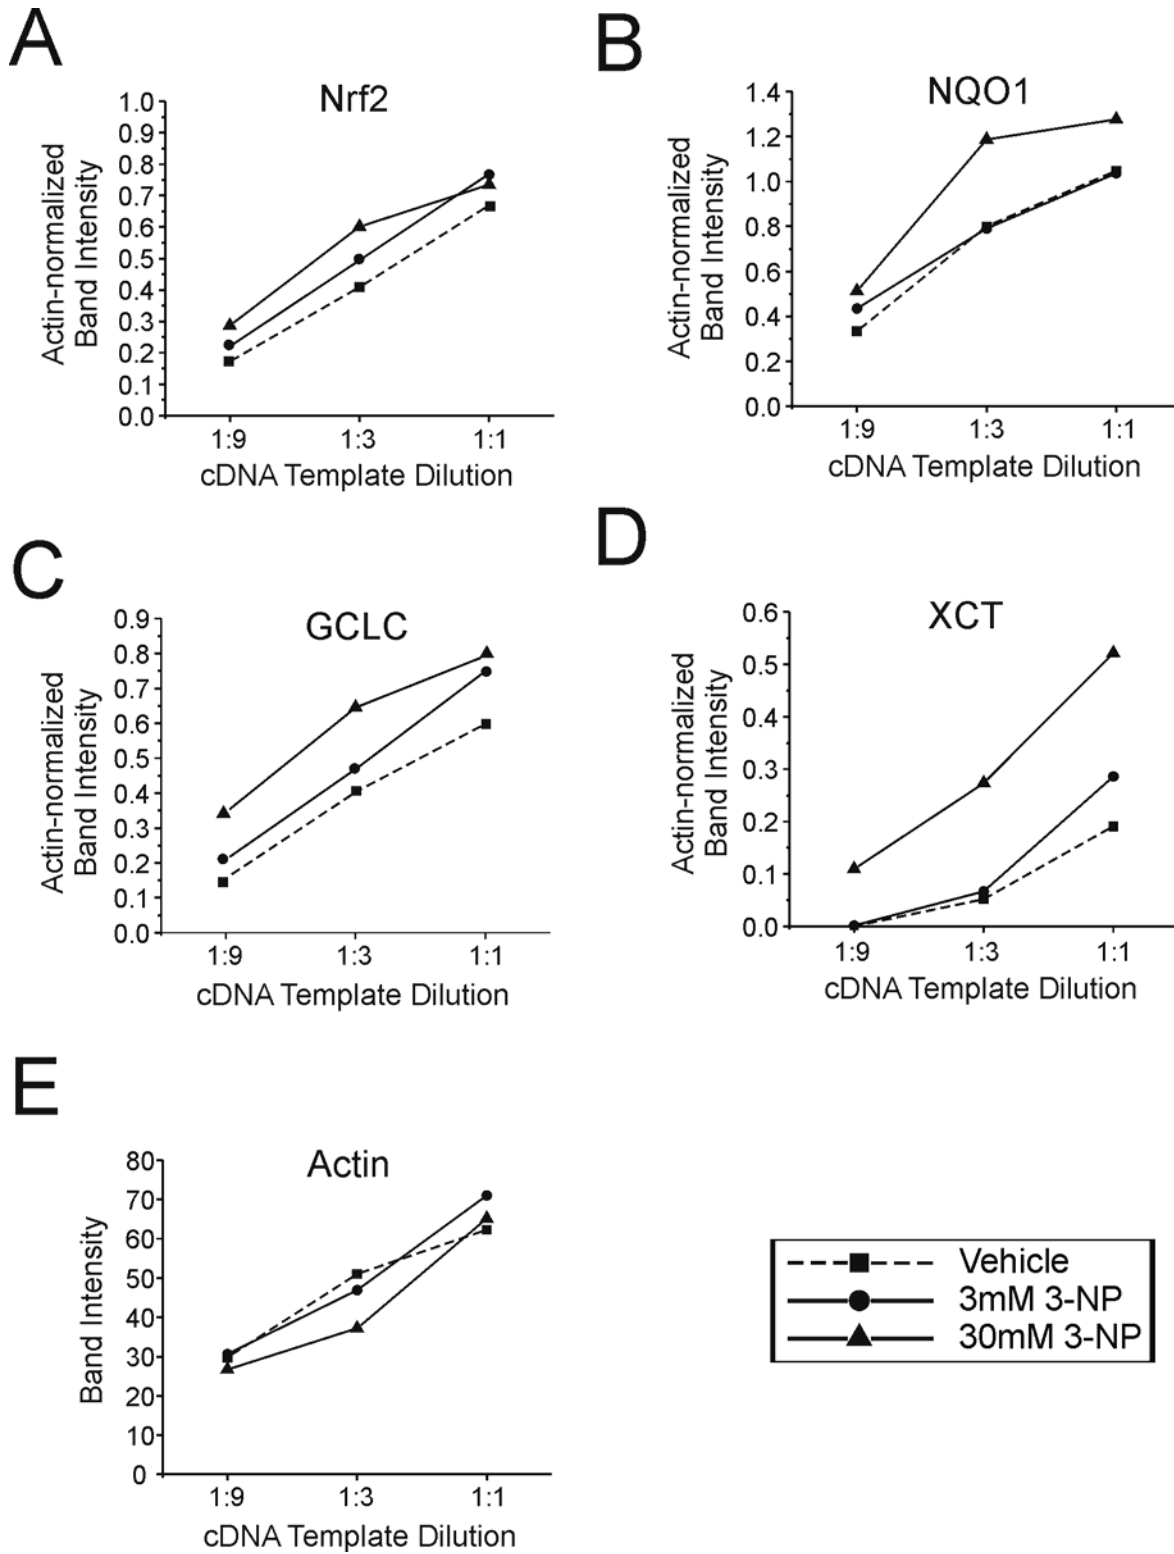 A
Nrf2
Actin-normalized
Band Intensity
1.0
0.9
0.8
0.7
0.6
0.5
0.4
0.3
0.2
0.1
0.0
1:9 1:3 1:1
cDNA Template Dilution
B
NQO1
Actin-normalized
Band Intensity
1.4
1.2
1.0
0.8
0.6
0.4
0.2
0.0
1:9 1:3 1:1
cDNA Template Dilution
C
GCLC
Actin-normalized
Band Intensity
0.9
0.8
0.7
0.6
0.5
0.4
0.3
0.2
0.1
0.0
1:9 1:3 1:1
cDNA Template Dilution
D
XCT
Actin-normalized
Band Intensity
0.6
0.5
0.4
0.3
0.2
0.1
0.0
1:9 1:3 1:1
cDNA Template Dilution
E
Actin
Band Intensity
80
70
60
50
40
30
20
10
0
1:9 1:3 1:1
cDNA Template Dilution
Vehicle
3mM 3-NP
30mM 3-NP